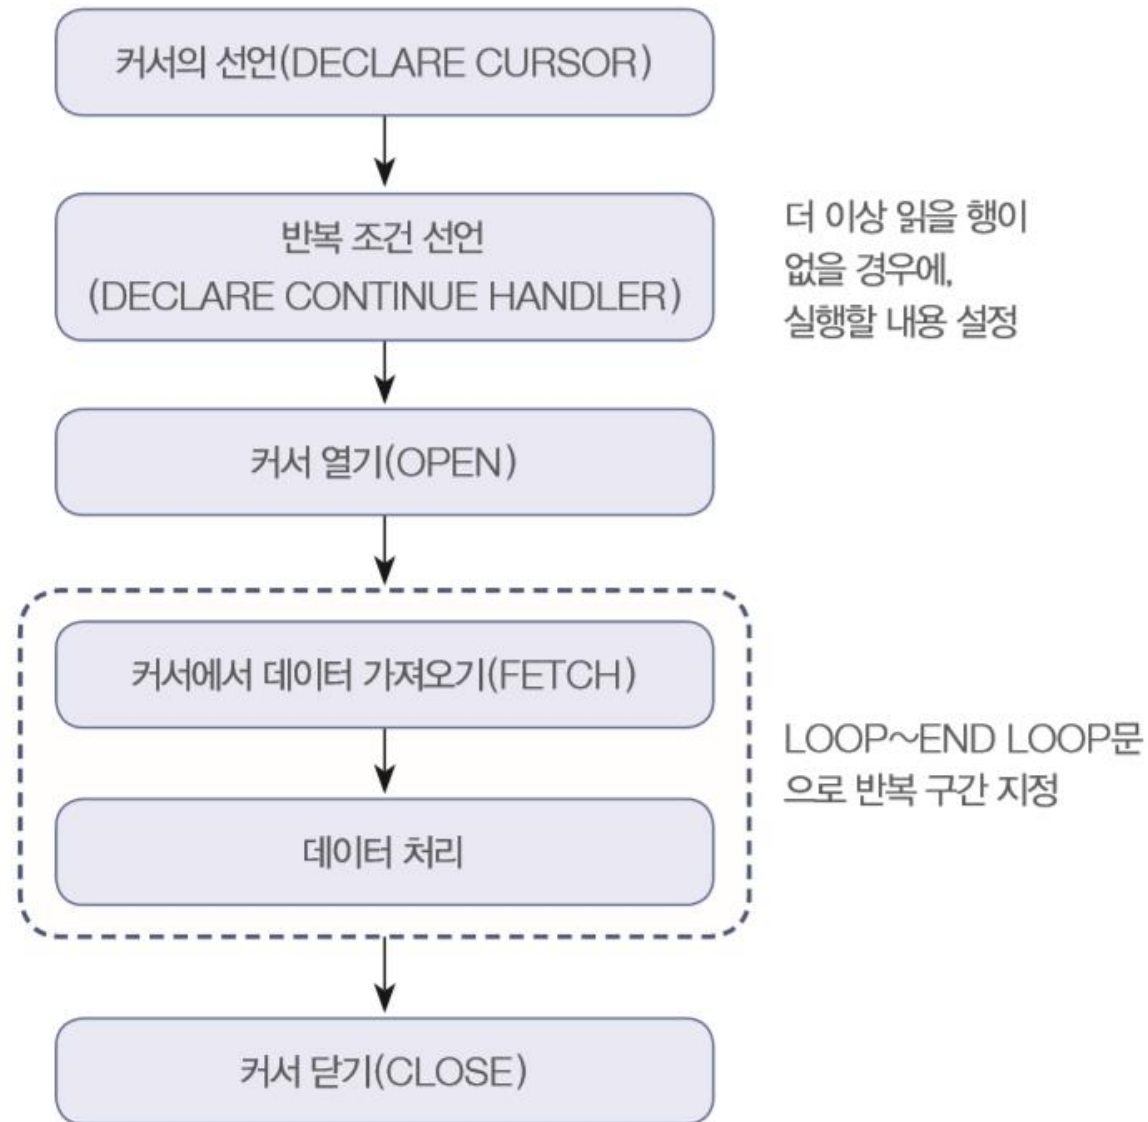 커서의 선언(DECLARE CURSOR)
반복 조건 선언
(DECLARE CONTINUE HANDLER)
더 이상 읽을 행이
없을 경우에,
실행할 내용 설정
커서 열기(OPEN)
커서에서 데이터 가져오기(FETCH)
데이터 처리
LOOP~END LOOP문
으로 반복 구간 지정
커서 닫기(CLOSE)